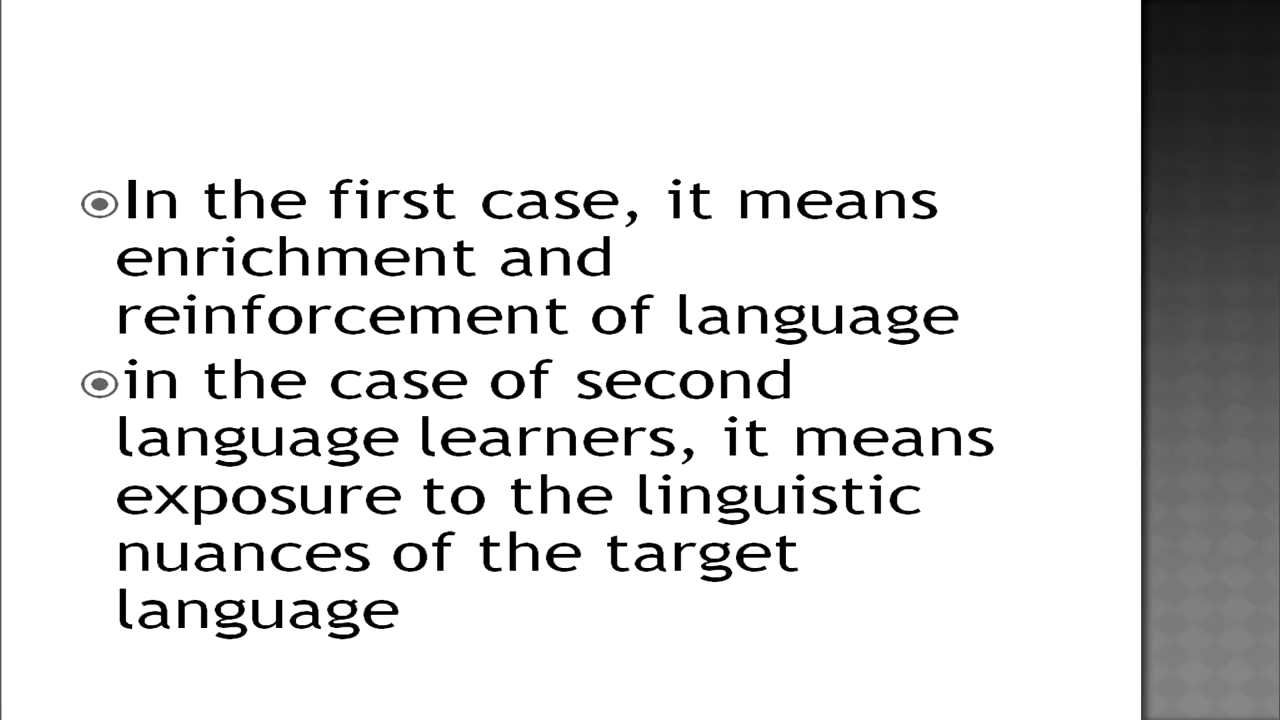 In the first case, it means
enrichment and
reinforcement of language
in the case of second
language learners, it means
exposure to the linguistic
nuances of the target
language